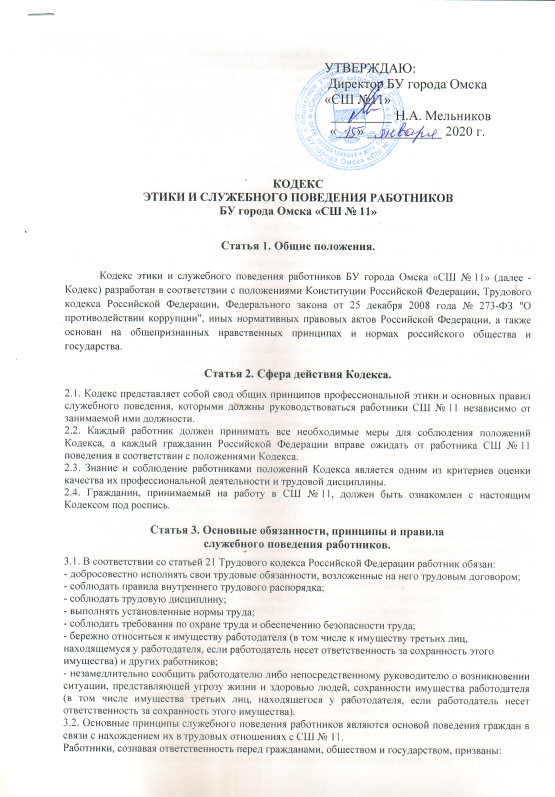 УТВЕРЖДАЮ:
Директор БУ города Омска
«СШ №11»
Н.А. Мельников
« 15 » января 2020 г.
КОДЕКС
ЭТИКИ И СЛУЖЕБНОГО ПОВЕДЕНИЯ РАБОТНИКОВ
БУ города Омска «СШ № 11»
Статья 1. Общие положения.
Кодекс этики и служебного поведения работников БУ города Омска «СШ № 11» (далее -
Кодекс) разработан в соответствии с положениями Конституции Российской Федерации, Трудового
кодекса Российской Федерации, Федерального закона от 25 декабря 2008 года № 273-ФЗ "О
противодействии коррупции", иных нормативных правовых актов Российской Федерации, а также
основан на общепризнанных нравственных принципах и нормах российского общества и
государства.
Статья 2. Сфера действия Кодекса.
2.1. Кодекс представляет собой свод общих принципов профессиональной этики и основных правил
служебного поведения, которыми должны руководствоваться работники СШ № 11 независимо от
занимаемой ими должности.
2.2. Каждый работник должен принимать все необходимые меры для соблюдения положений
Кодекса, а каждый гражданин Российской Федерации вправе ожидать от работника СШ № 11
поведения в соответствии с положениями Кодекса.
2.3. Знание и соблюдение работниками положений Кодекса является одним из критериев оценки
качества их профессиональной деятельности и трудовой дисциплины.
2.4. Гражданин, принимаемый на работу в СШ № 11, должен быть ознакомлен с настоящим
Кодексом под роспись.
Статья 3. Основные обязанности, принципы и правила
служебного поведения работников.
3.1. В соответствии со статьей 21 Трудового кодекса Российской Федерации работник обязан:
- добросовестно исполнять свои трудовые обязанности, возложенные на него трудовым договором;
- соблюдать правила внутреннего трудового распорядка;
- соблюдать трудовую дисциплину;
- выполнять установленные нормы труда;
- соблюдать требования по охране труда и обеспечению безопасности труда;
- бережно относиться к имуществу работодателя (в том числе к имуществу третьих лиц,
находящемуся у работодателя, если работодатель несет ответственность за сохранность этого
имущества) и других работников;
- незамедлительно сообщить работодателю либо непосредственному руководителю о возникновении
ситуации, представляющей угрозу жизни и здоровью людей, сохранности имущества работодателя
(в том числе имущества третьих лиц, находящегося у работодателя, если работодатель несет
ответственность за сохранность этого имущества).
3.2. Основные принципы служебного поведения работников являются основой поведения граждан в
связи с нахождением их в трудовых отношениях с СШ № 11.
Работники, сознавая ответственность перед гражданами, обществом и государством, призваны: